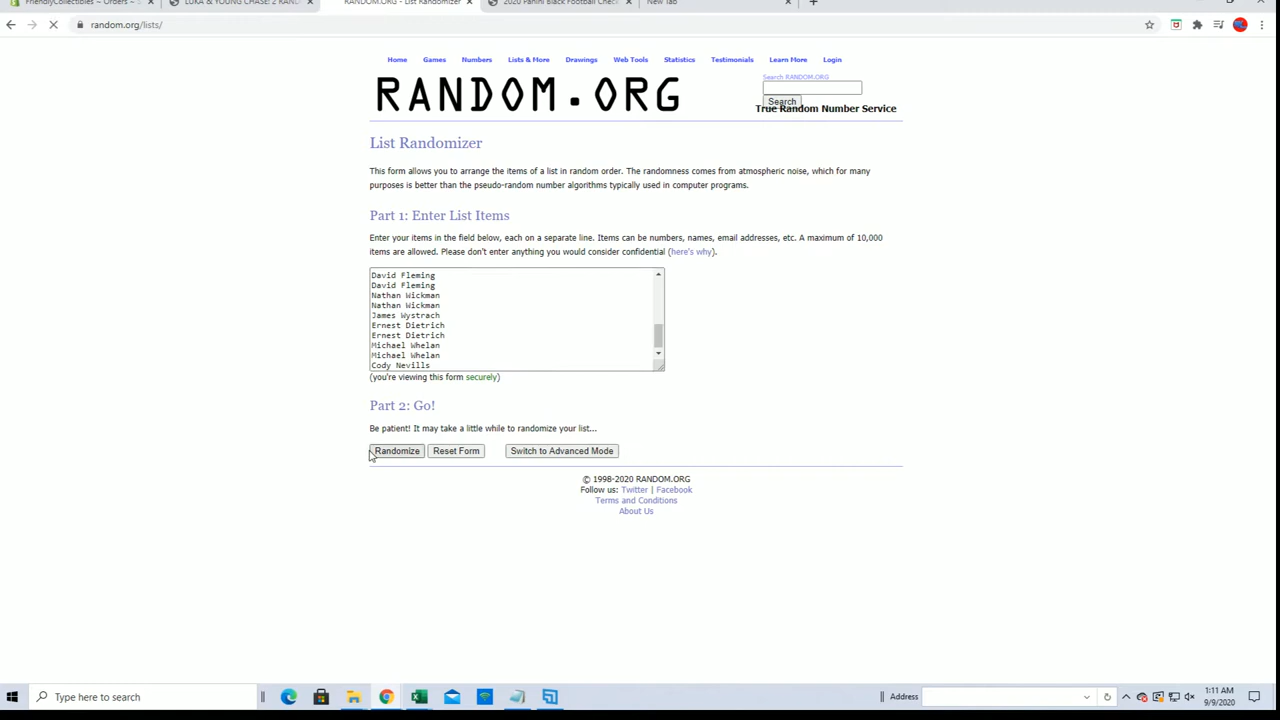 FriendlyCollectibles ~ Orders ~
LUKA & YOUNG CHASE! 2 RAND
RANDOM.ORG - List Randomizer
2020 Panini Black Football Check
New Tab
random.org/lists/
Home Games Numbers Lists & More Drawings Web Tools Statistics Testimonials Learn More Login
RANDOM.ORG
Search RANDOM.ORG
Search
True Random Number Service
List Randomizer
This form allows you to arrange the items of a list in random order. The randomness comes from atmospheric noise, which for many
purposes is better than the pseudo-random number algorithms typically used in computer programs.
Part 1: Enter List Items
Enter your items in the field below, each on a separate line. Items can be numbers, names, email addresses, etc. A maximum of 10,000
items are allowed. Please don't enter anything you would consider confidential (here's why).
David Fleming
David Fleming
Nathan Wickman
Nathan Wickman
James Wystrach
Ernest Dietrich
Ernest Dietrich
Michael Whelan
Michael Whelan
Cody Nevills
(you're viewing this form securely)
Part 2: Go!
Be patient! It may take a little while to randomize your list...
Randomize Reset Form Switch to Advanced Mode
© 1998-2020 RANDOM.ORG
Follow us: Twitter | Facebook
Terms and Conditions
About Us
Type here to search
Address
1:11 AM
9/9/2020